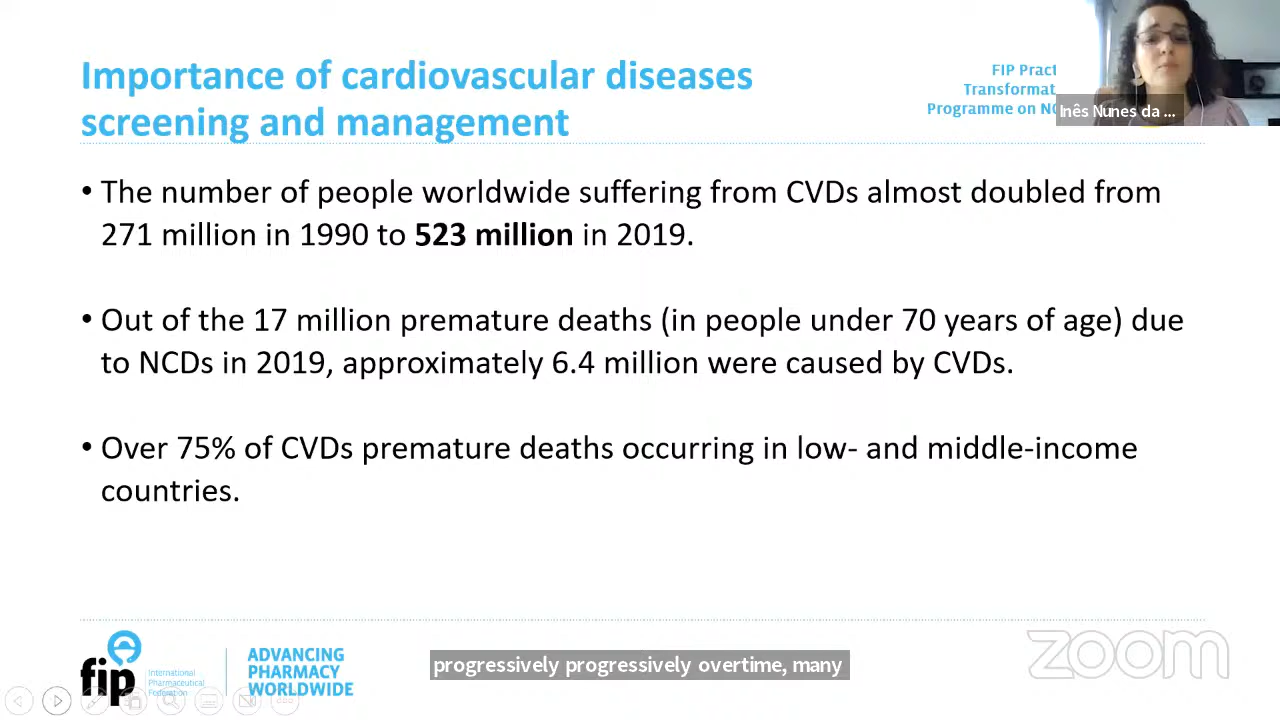 Importance of cardiovascular diseases
screening and management
FIP Pract
Transformat
Programme on NC
Inês Nunes da ...
• The number of people worldwide suffering from CVDs almost doubled from
271 million in 1990 to 523 million in 2019.
• Out of the 17 million premature deaths (in people under 70 years of age) due
to NCDs in 2019, approximately 6.4 million were caused by CVDs.
• Over 75% of CVDs premature deaths occurring in low- and middle-income
countries.
fip
International
Pharmaceutical
Federation
ADVANCING
PHARMACY
WORLDWIDE
progressively progressively overtime, many
zoom